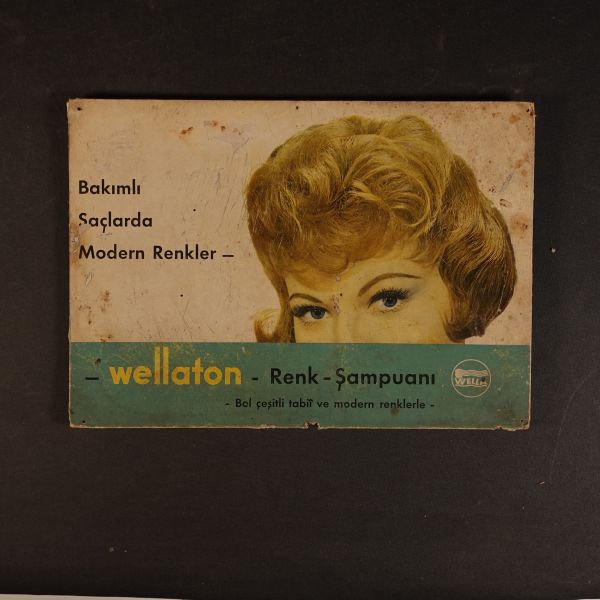 Bakımlı
Saçlarda
Modern Renkler –
– wellaton - Renk - Şampuanı
WELLA
- Bol çeşitli tabiî ve modern renklerle -